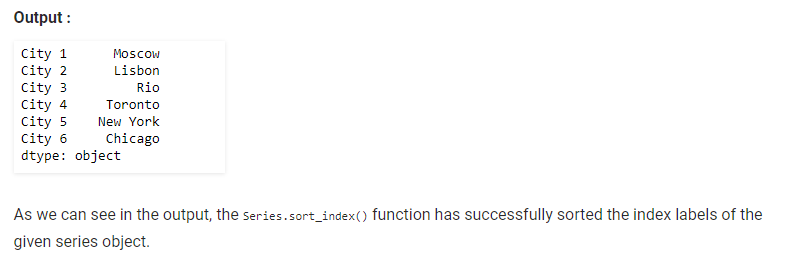 Output :
City 1      Moscow
City 2      Lisbon
City 3         Rio
City 4     Toronto
City 5    New York
City 6     Chicago
dtype: object
As we can see in the output, the Series.sort_index() function has successfully sorted the index labels of the
given series object.